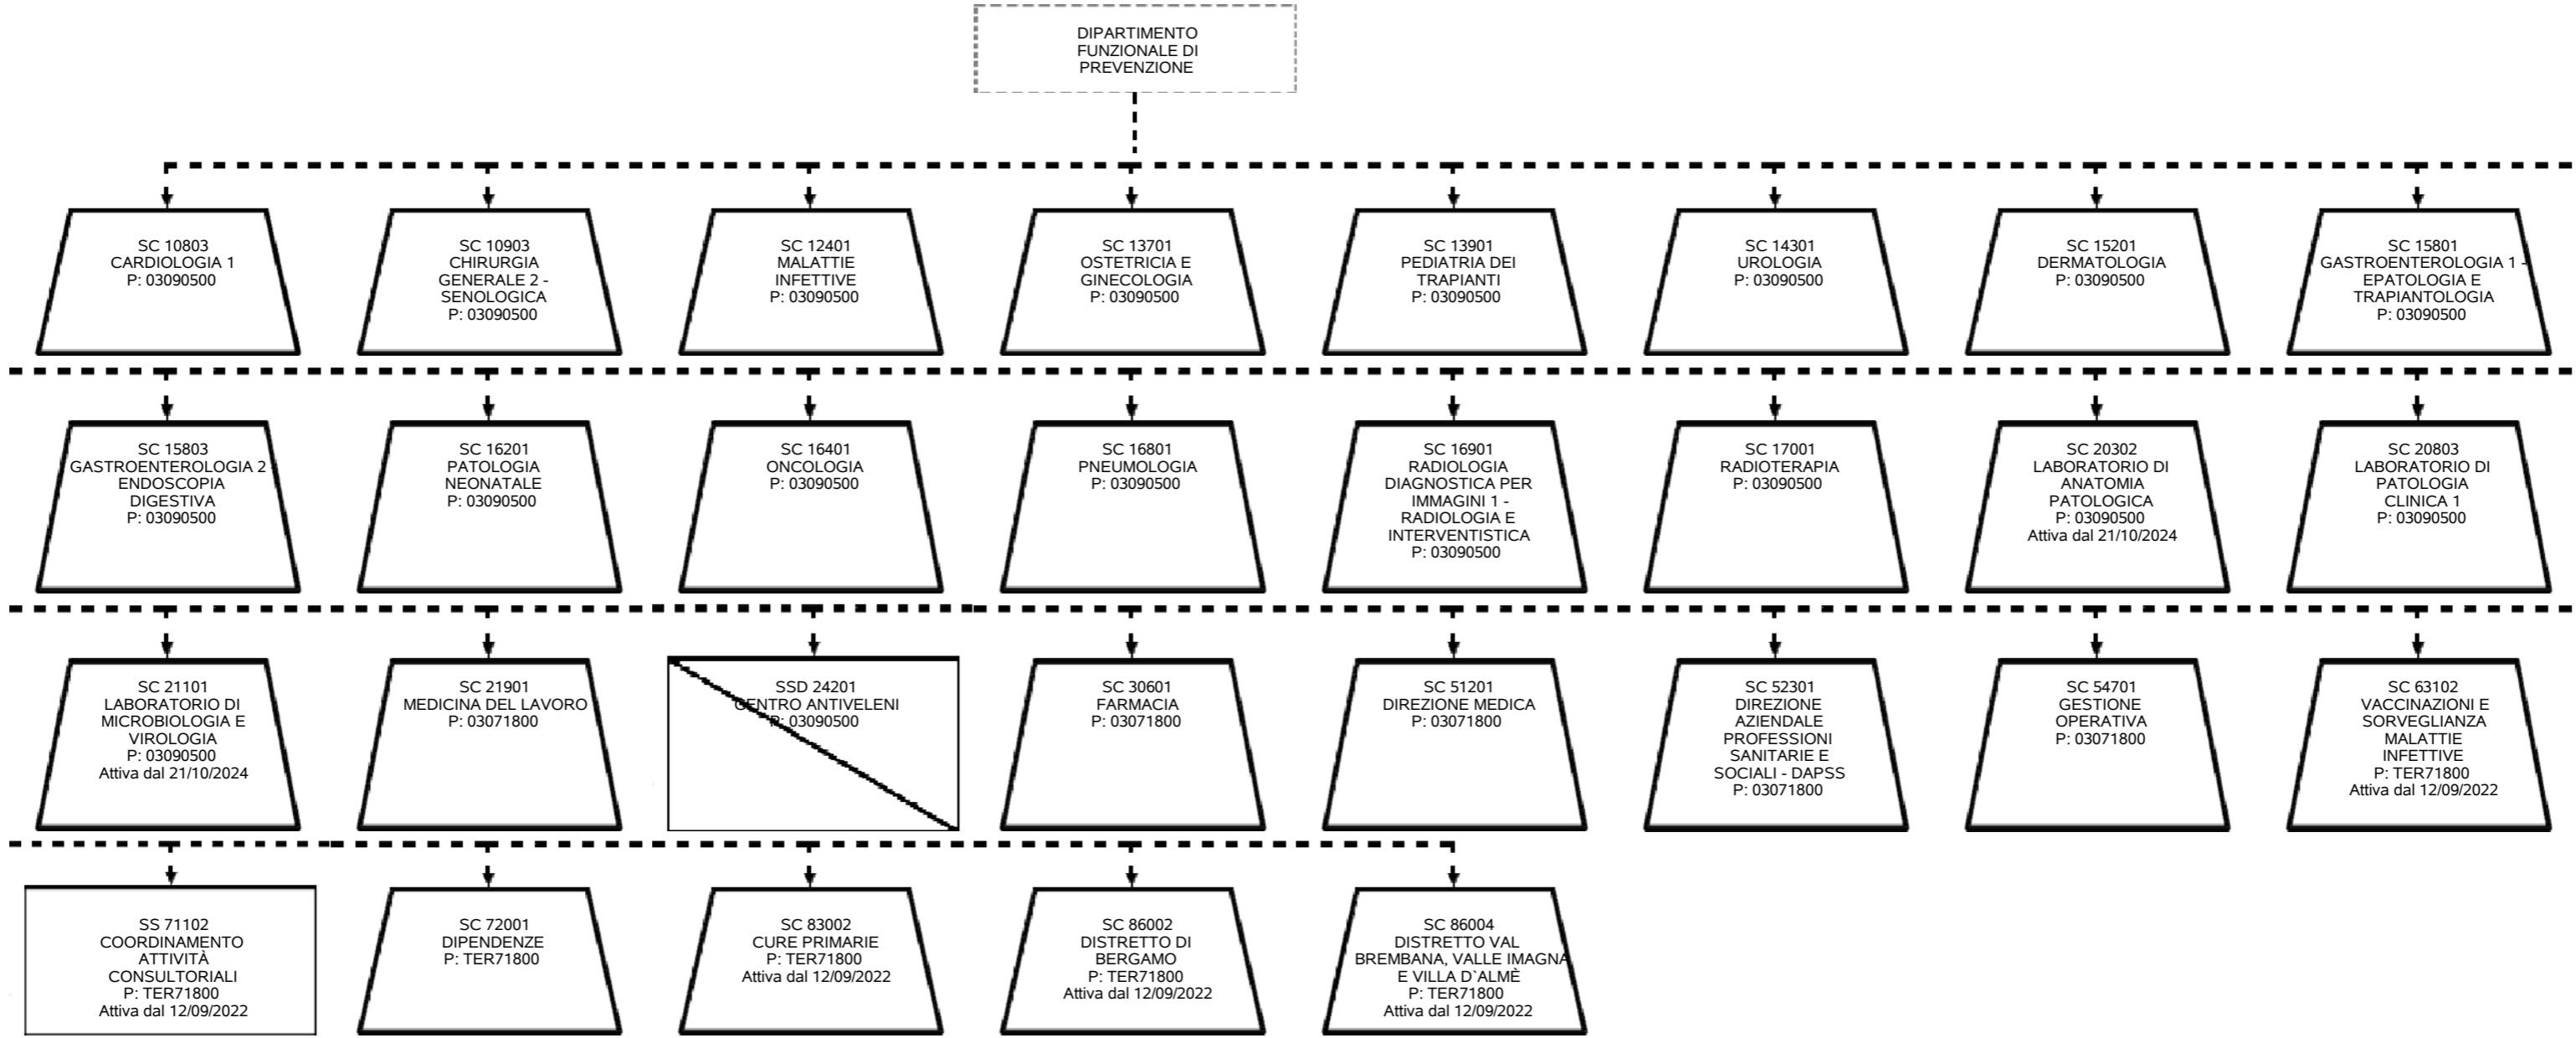 DIPARTIMENTO
FUNZIONALE DI
PREVENZIONE
SC 10803
CARDIOLOGIA 1
P: 03090500
SC 10903
CHIRURGIA
GENERALE 2 -
SENOLOGICA
P: 03090500
SC 12401
MALATTIE
INFETTIVE
P: 03090500
SC 13701
OSTETRICIA E
GINECOLOGIA
P: 03090500
SC 13901
PEDIATRIA DEI
TRAPIANTI
P: 03090500
SC 14301
UROLOGIA
P: 03090500
SC 15201
DERMATOLOGIA
P: 03090500
SC 15801
GASTROENTEROLOGIA 1 -
EPATOLOGIA E
TRAPIANTOLOGIA
P: 03090500
SC 15803
GASTROENTEROLOGIA 2 -
ENDOSCOPIA
DIGESTIVA
P: 03090500
SC 16201
PATOLOGIA
NEONATALE
P: 03090500
SC 16401
ONCOLOGIA
P: 03090500
SC 16801
PNEUMOLOGIA
P: 03090500
SC 16901
RADIOLOGIA
DIAGNOSTICA PER
IMMAGINI 1 -
RADIOLOGIA E
INTERVENTISTICA
P: 03090500
SC 17001
RADIOTERAPIA
P: 03090500
SC 20302
LABORATORIO DI
ANATOMIA
PATOLOGICA
P: 03090500
Attiva dal 21/10/2024
SC 20803
LABORATORIO DI
PATOLOGIA
CLINICA 1
P: 03090500
SC 21101
LABORATORIO DI
MICROBIOLOGIA E
VIROLOGIA
P: 03090500
Attiva dal 21/10/2024
SC 21901
MEDICINA DEL LAVORO
P: 03071800
SSD 24201
CENTRO ANTIVELENI
P: 03090500
SC 30601
FARMACIA
P: 03071800
SC 51201
DIREZIONE MEDICA
P: 03071800
SC 52301
DIREZIONE
AZIENDALE
PROFESSIONI
SANITARIE E
SOCIALI - DAPSS
P: 03071800
SC 54701
GESTIONE
OPERATIVA
P: 03071800
SC 63102
VACCINAZIONI E
SORVEGLIANZA
MALATTIE
INFETTIVE
P: TER71800
Attiva dal 12/09/2022
SS 71102
COORDINAMENTO
ATTIVITÀ
CONSULTORIALI
P: TER71800
Attiva dal 12/09/2022
SC 72001
DIPENDENZE
P: TER71800
SC 83002
CURE PRIMARIE
P: TER71800
Attiva dal 12/09/2022
SC 86002
DISTRETTO DI
BERGAMO
P: TER71800
Attiva dal 12/09/2022
SC 86004
DISTRETTO VAL
BREMBANA, VALLE IMAGNA
E VILLA D`ALMÈ
P: TER71800
Attiva dal 12/09/2022